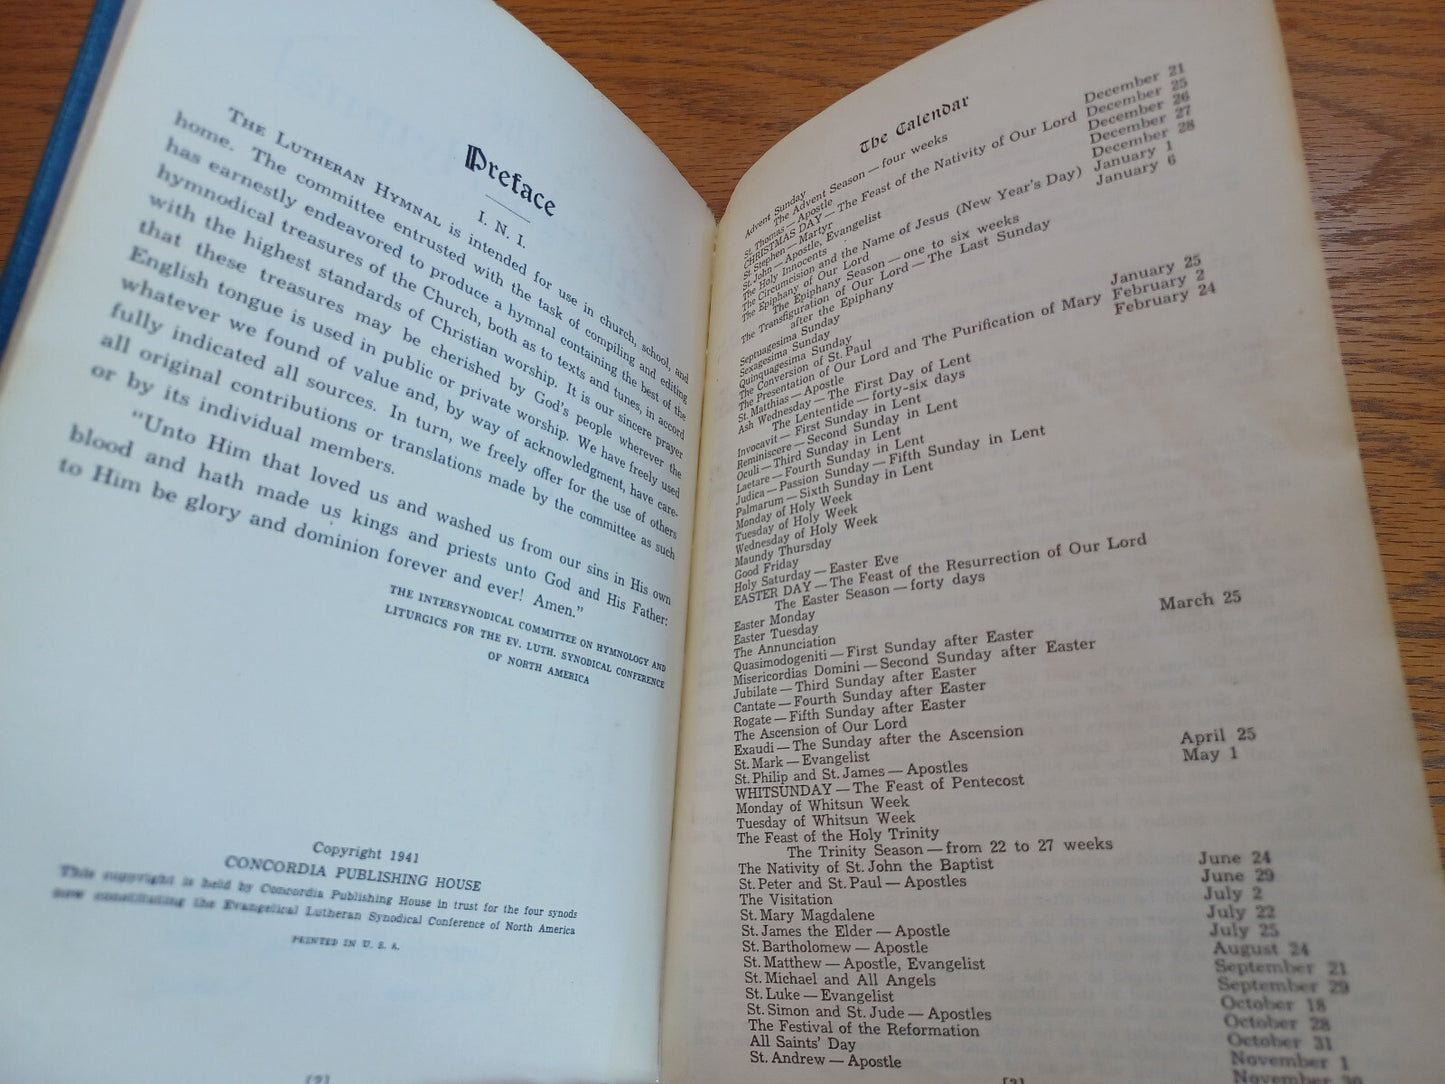 Preface
I. N. I.
THE LUTHERAN HYMNAL is intended for use in church, school, and
home. The committee entrusted with the task of compiling and editing
has earnestly endeavored to produce a hymnal containing the best of the
hymnodical treasures of the Church, both as to texts and tunes, in accord
with the highest standards of Christian worship. It is our sincere prayer
that these treasures may be cherished by God's people wherever the
English tongue is used in public or private worship. We have freely used
whatever we found of value and, by way of acknowledgment, have care-
fully indicated all sources. In turn, we freely offer for the use of others
all original contributions or translations made by the committee as such
or by its individual members.
"Unto Him that loved us and washed us from our sins in His own
blood and hath made us kings and priests unto God and His Father:
to Him be glory and dominion forever and ever! Amen."
THE INTERSYNODICAL COMMITTEE ON HYMNOLOGY AND
LITURGICS FOR THE EV. LUTH. SYNODICAL CONFERENCE
OF NORTH AMERICA
Copyright 1941
CONCORDIA PUBLISHING HOUSE
This copyright is held by Concordia Publishing House in trust for the four synods
now constituting the Evangelical Lutheran Synodical Conference of North America
PRINTED IN U. S. A.
[2]
The Calendar
Advent Sunday
The Advent Season — four weeks
St. Thomas — Apostle December 21
CHRISTMAS DAY — The Feast of the Nativity of Our Lord December 25
St. Stephen — Martyr December 26
St. John — Apostle, Evangelist December 27
The Holy Innocents December 28
The Circumcision and the Name of Jesus (New Year's Day) January 1
The Epiphany of Our Lord January 6
The Epiphany Season — one to six weeks
The Transfiguration of Our Lord — The Last Sunday
after the Epiphany
Septuagesima Sunday
Sexagesima Sunday
Quinquagesima Sunday
The Conversion of St. Paul January 25
The Presentation of Our Lord and The Purification of Mary February 2
St. Matthias — Apostle February 24
Ash Wednesday — The First Day of Lent
The Lententide — forty-six days
Invocavit — First Sunday in Lent
Reminiscere — Second Sunday in Lent
Oculi — Third Sunday in Lent
Laetare — Fourth Sunday in Lent
Judica — Passion Sunday — Fifth Sunday in Lent
Palmarum — Sixth Sunday in Lent
Monday of Holy Week
Tuesday of Holy Week
Wednesday of Holy Week
Maundy Thursday
Good Friday
Holy Saturday — Easter Eve
EASTER DAY — The Feast of the Resurrection of Our Lord
The Easter Season — forty days
Easter Monday
Easter Tuesday
The Annunciation March 25
Quasimodogeniti — First Sunday after Easter
Misericordias Domini — Second Sunday after Easter
Jubilate — Third Sunday after Easter
Cantate — Fourth Sunday after Easter
Rogate — Fifth Sunday after Easter
The Ascension of Our Lord
Exaudi — The Sunday after the Ascension
St. Mark — Evangelist April 25
St. Philip and St. James — Apostles May 1
WHITSUNDAY — The Feast of Pentecost
Monday of Whitsun Week
Tuesday of Whitsun Week
The Feast of the Holy Trinity
The Trinity Season — from 22 to 27 weeks
The Nativity of St. John the Baptist June 24
St. Peter and St. Paul — Apostles June 29
The Visitation July 2
St. Mary Magdalene July 22
St. James the Elder — Apostle July 25
St. Bartholomew — Apostle August 24
St. Matthew — Apostle, Evangelist September 21
St. Michael and All Angels September 29
St. Luke — Evangelist October 18
St. Simon and St. Jude — Apostles October 28
The Festival of the Reformation October 31
All Saints' Day November 1
St. Andrew — Apostle November 30
[3]